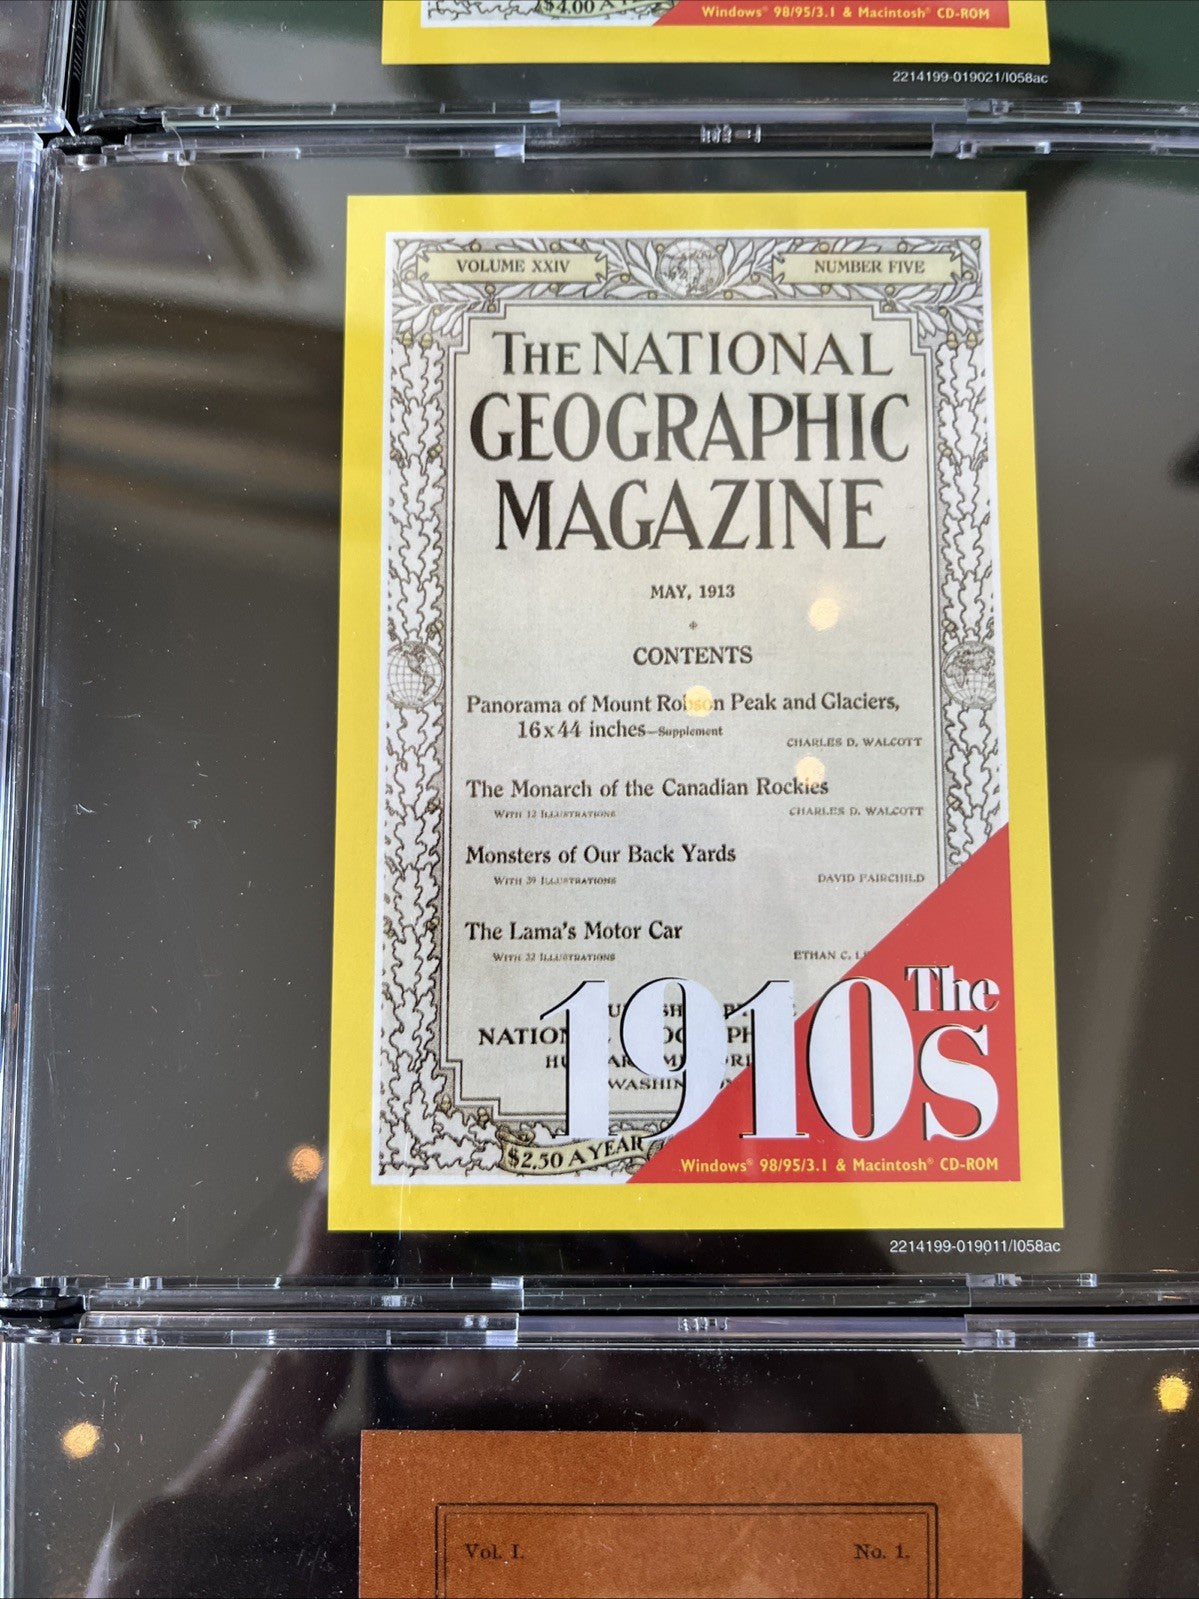 $4.00 A
Windows® 98/95/3.1 & Macintosh® CD-ROM
2214199-019021/I058ac
VOLUME XXIV
NUMBER FIVE
THE NATIONAL
GEOGRAPHIC
MAGAZINE
MAY, 1913
CONTENTS
Panorama of Mount Robson Peak and Glaciers,
16x44 inches—Supplement
CHARLES D. WALCOTT
The Monarch of the Canadian Rockies
WITH 12 ILLUSTRATIONS
CHARLES D. WALCOTT
Monsters of Our Back Yards
WITH 39 ILLUSTRATIONS
DAVID FAIRCHILD
The Lama's Motor Car
WITH 22 ILLUSTRATIONS
ETHAN C.
The
1910s
$2.50 A YEAR
Windows® 98/95/3.1 & Macintosh® CD-ROM
2214199-019011/I058ac
Vol. I.
No. 1.